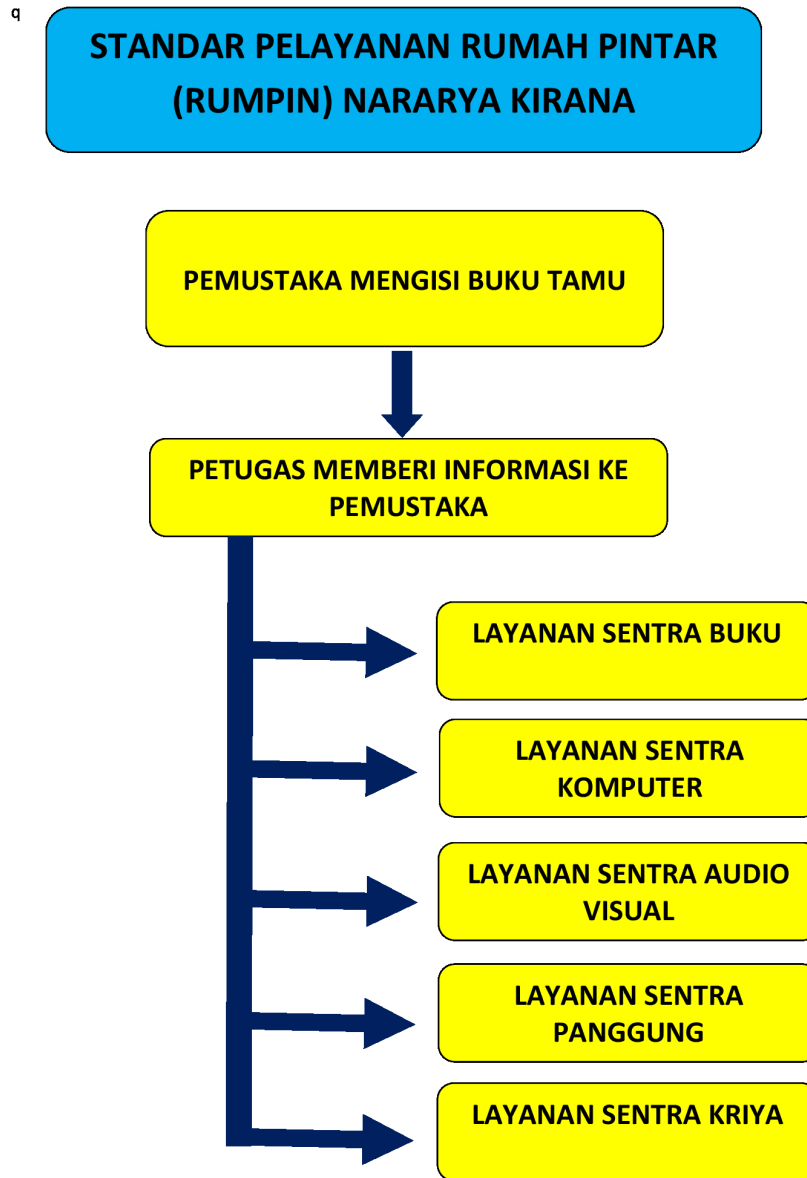 q
STANDAR PELAYANAN RUMAH PINTAR
(RUMPIN) NARARYA KIRANA
PEMUSTAKA MENGISI BUKU TAMU
PETUGAS MEMBERI INFORMASI KE
PEMUSTAKA
LAYANAN SENTRA BUKU
LAYANAN SENTRA
KOMPUTER
LAYANAN SENTRA AUDIO
VISUAL
LAYANAN SENTRA
PANGGUNG
LAYANAN SENTRA KRIYA